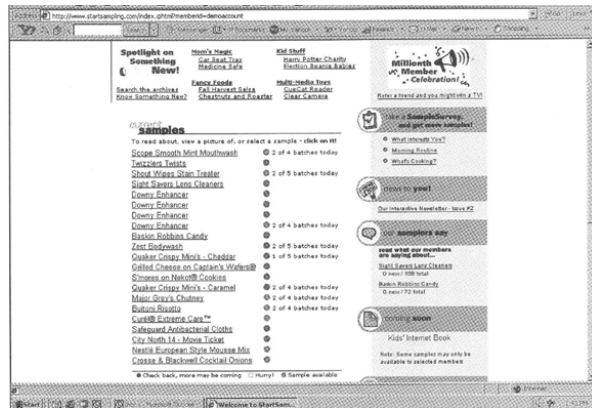 Address http://www.startsampling.com/index.iphtml?memberid=demoaccount
Spotlight on
Something
New!
Search the archives
Know Something New?
Mom's Magic
Car Seat Tray
Medicine Safe
Fancy Foods
Fall Harvest Salsa
Chestnuts and Roaster
Kid Stuff
Harry Potter Charity
Election Beanie Babies
Multi-Media Toys
CueCat Reader
Clear Camera
current
samples
To read about, view a picture of, or select a sample - click on it!
Scope Smooth Mint Mouthwash 2 of 4 batches today
Twizzlers Twists
Shout Wipes Stain Treater 2 of 5 batches today
Sight Savers Lens Cleaners
Downy Enhancer
Downy Enhancer
Downy Enhancer
Downy Enhancer 2 of 4 batches today
Baskin Robbins Candy
Zest Bodywash 2 of 5 batches today
Quaker Crispy Mini's - Cheddar 1 of 5 batches today
Grilled Cheese on Captain's Wafers®
S'mores on Nekot® Cookies
Quaker Crispy Mini's - Caramel 2 of 4 batches today
Major Grey's Chutney 2 of 4 batches today
Buitoni Risotto 2 of 4 batches today
Curél® Extreme Care™
Safeguard Antibacterial Cloths
City North 14 - Movie Ticket
Nestlé European Style Mousse Mix
Crosse & Blackwell Cocktail Onions
Check back, more may be coming Hurry! Sample available
Millionth
Member
Celebration!
Refer a friend and you might win a TV!
take a SampleSurvey,
and get more samples!
What Interests You?
Morning Routine
What's Cooking?
news to you!
Our Interactive Newsletter - Issue #2
our samplers say
read what our members
are saying about...
Sight Savers Lens Cleaners
Baskin Robbins Candy
0 new / 72 total
coming soon
Kids' Internet Book
Note: Some samples may only be
available to selected members
Internet
Start
Welcome to StartSam...